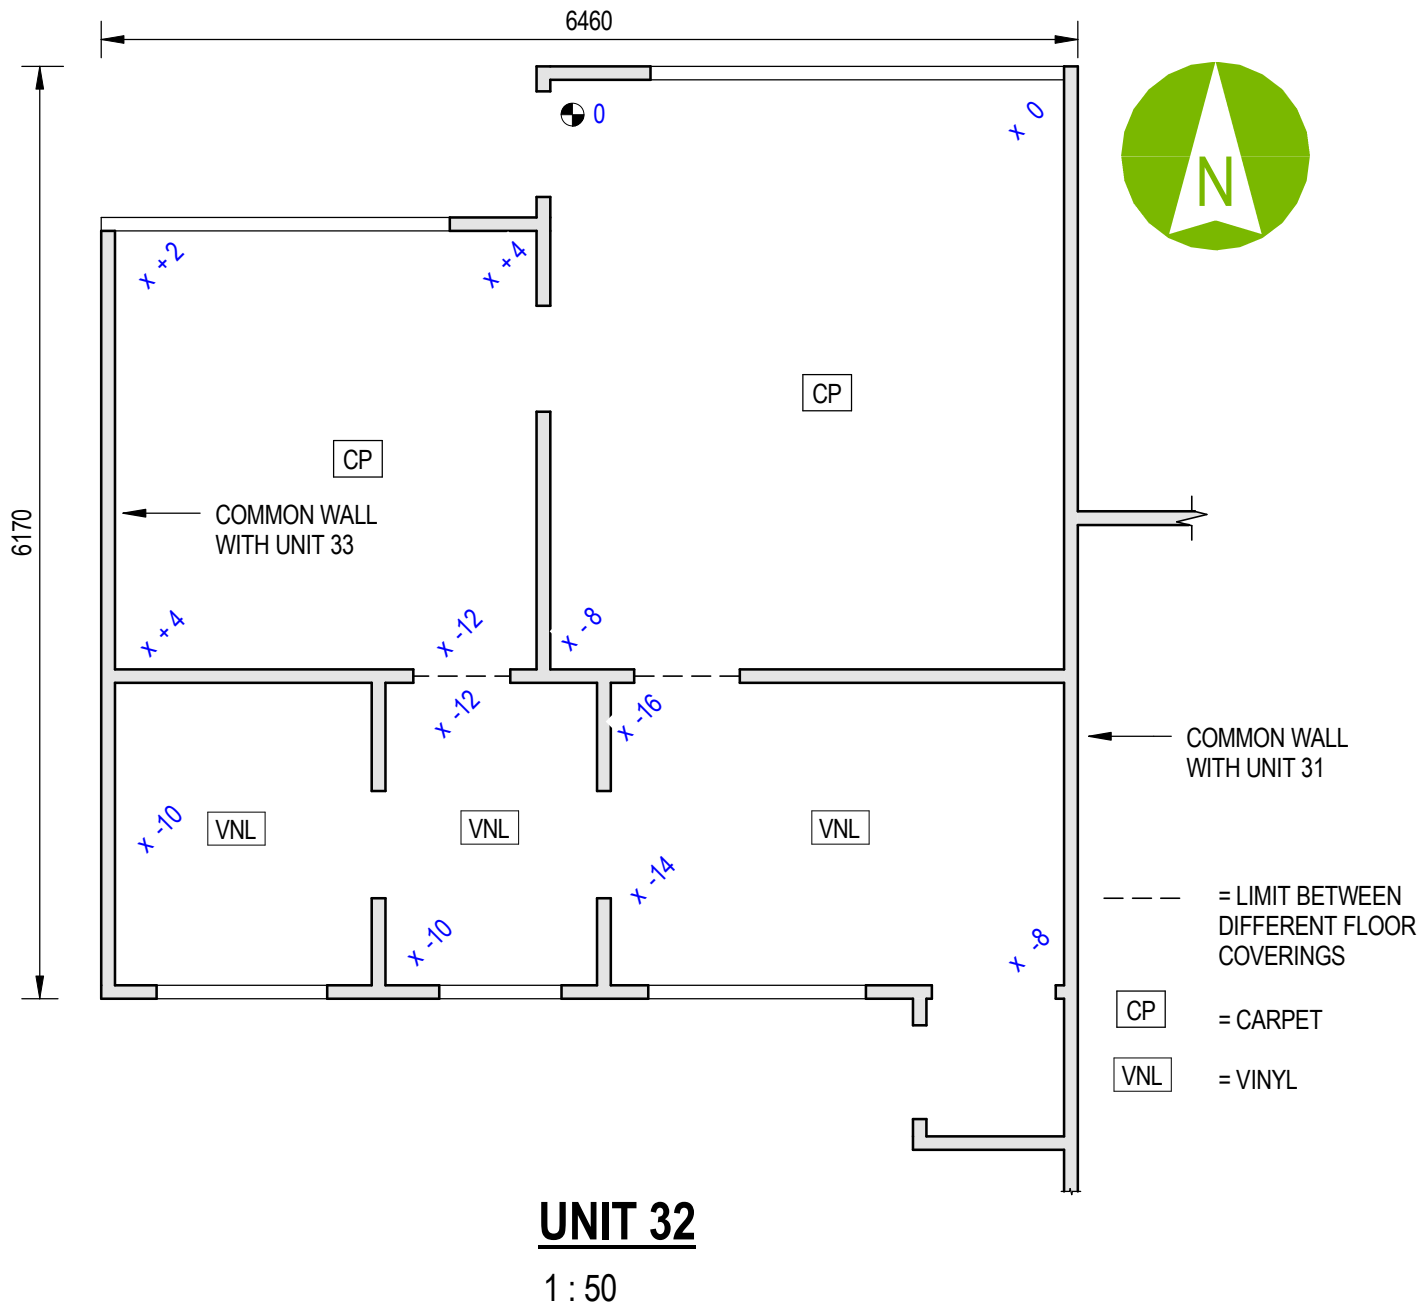 6460
0
x 0
N
x +2
x +4
CP
CP
COMMON WALL
WITH UNIT 33
6170
x +4
x -12
x -8
x -12
x -16
COMMON WALL
WITH UNIT 31
x -10
VNL
VNL
VNL
x -14
x -10
x -8
= LIMIT BETWEEN
DIFFERENT FLOOR
COVERINGS
CP = CARPET
VNL = VINYL
UNIT 32
1 : 50